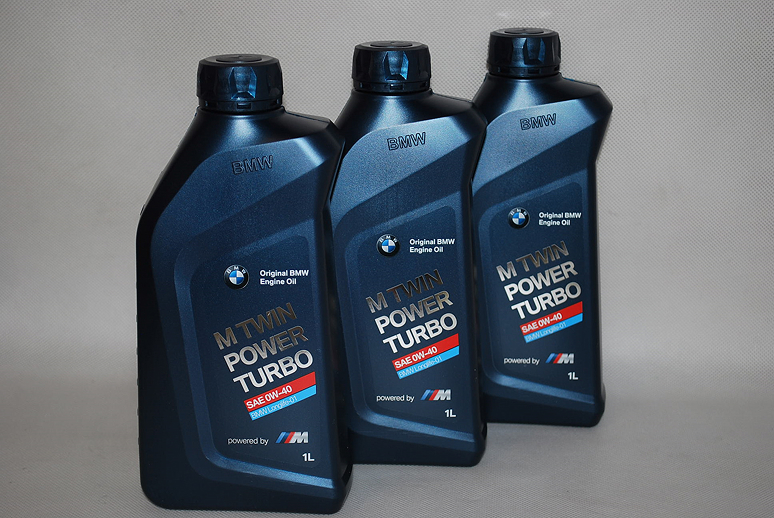 BMW
Original BMW
Engine Oil
M TWIN
POWER
TURBO
SAE 0W-40
BMW Longlife-01
powered by M
1L
BMW
Original BMW
Engine Oil
M TWIN
POWER
TURBO
SAE 0W-40
BMW Longlife-01
powered by M
1L
BMW
Original BMW
Engine Oil
M TWIN
POWER
TURBO
SAE 0W-40
BMW Longlife-01
powered by M
1L